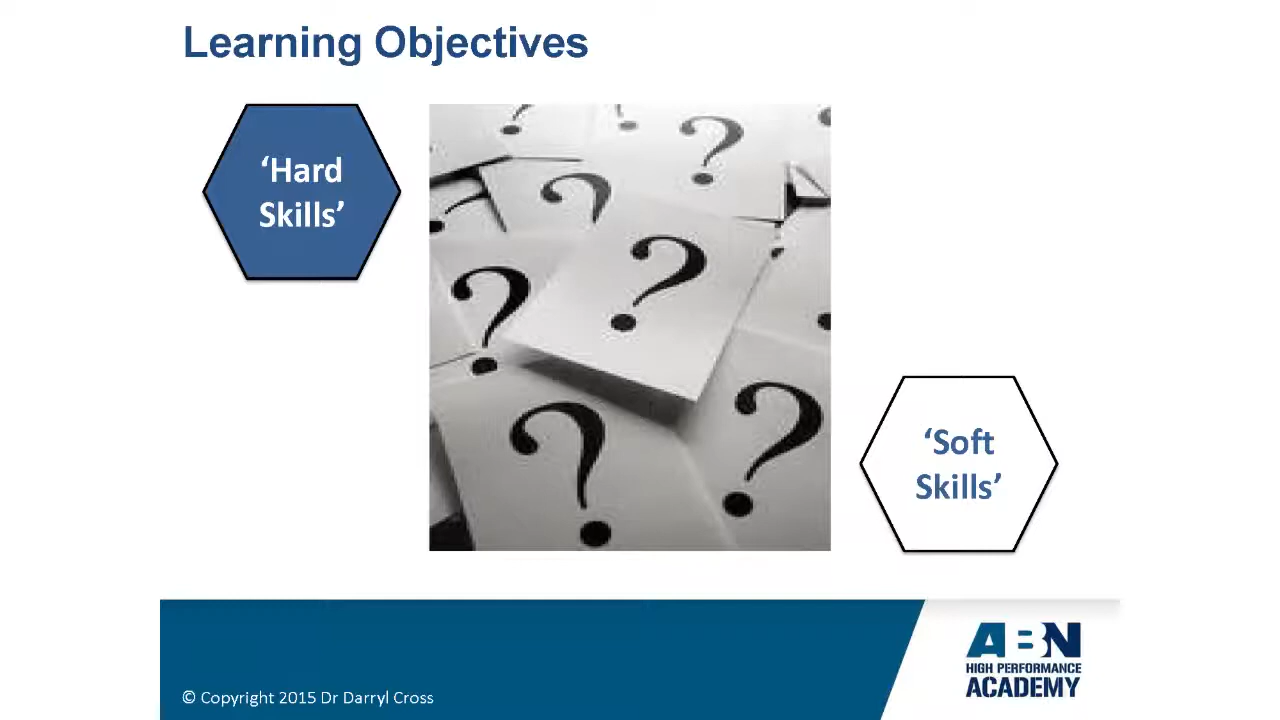 Learning Objectives
‘Hard
Skills’
?
?
?
?
?
?
?
‘Soft
Skills’
© Copyright 2015 Dr Darryl Cross
ABN
HIGH PERFORMANCE
ACADEMY